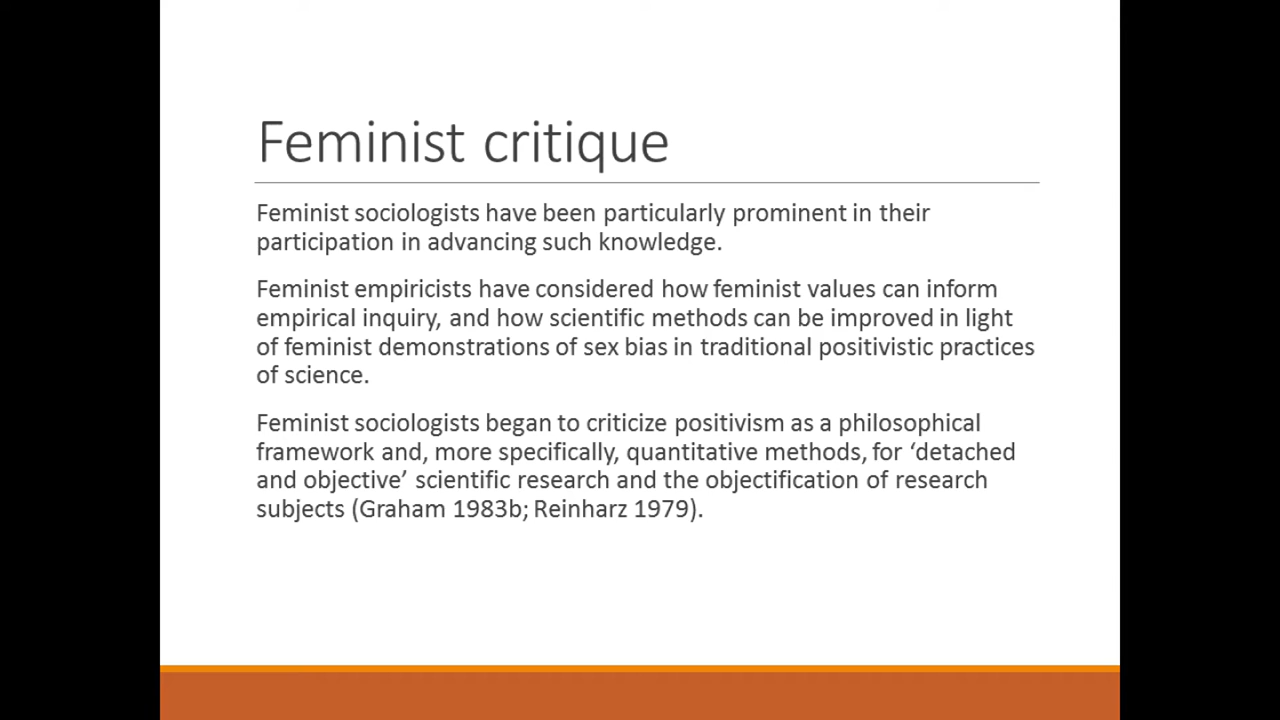 Feminist critique
Feminist sociologists have been particularly prominent in their
participation in advancing such knowledge.
Feminist empiricists have considered how feminist values can inform
empirical inquiry, and how scientific methods can be improved in light
of feminist demonstrations of sex bias in traditional positivistic practices
of science.
Feminist sociologists began to criticize positivism as a philosophical
framework and, more specifically, quantitative methods, for ‘detached
and objective’ scientific research and the objectification of research
subjects (Graham 1983b; Reinharz 1979).